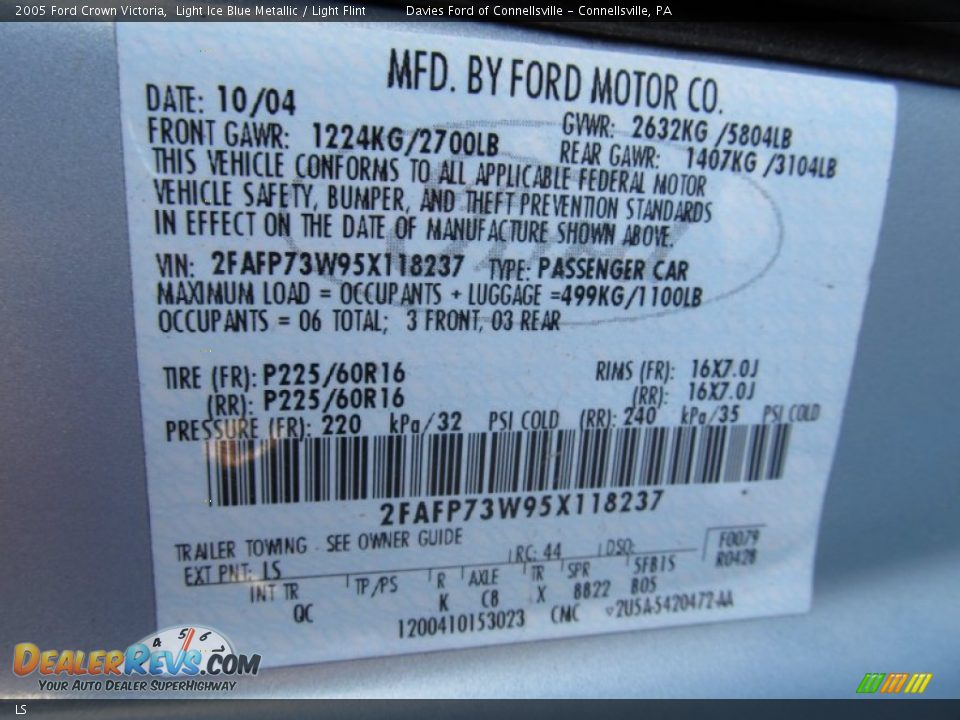 2005 Ford Crown Victoria, Light Ice Blue Metallic / Light Flint Davies Ford of Connellsville - Connellsville, PA
MFD. BY FORD MOTOR CO.
DATE: 10/04 GVWR: 2632KG /5804LB
FRONT GAWR: 1224KG/2700LB REAR GAWR: 1407KG /3104LB
THIS VEHICLE CONFORMS TO ALL APPLICABLE FEDERAL MOTOR
VEHICLE SAFETY, BUMPER, AND THEFT PREVENTION STANDARDS
IN EFFECT ON THE DATE OF MANUFACTURE SHOWN ABOVE.
VIN: 2FAFP73W95X118237 TYPE: PASSENGER CAR
MAXIMUM LOAD = OCCUPANTS + LUGGAGE =499KG/1100LB
OCCUPANTS = 06 TOTAL; 3 FRONT, 03 REAR
TIRE (FR): P225/60R16 RIMS (FR): 16X7.0J
(RR): P225/60R16 (RR): 16X7.0J
PRESSURE (FR): 220 kPa/32 PSI COLD (RR): 240 kPa/35 PSI COLD
2FAFP73W95X118237
TRAILER TOWING - SEE OWNER GUIDE
EXT PNT: LS RC: 44 DSO: F0079
R0428
INT TR TP/PS R AXLE TR SPR 5FB15
QC K C8 X 8822 B05
1200410153023 CMC 2U5A-5420472-AA
DEALERREVS.COM
YOUR AUTO DEALER SUPERHIGHWAY
LS